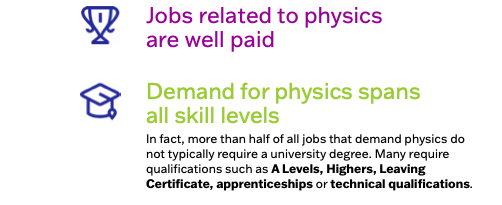 Jobs related to physics
are well paid
Demand for physics spans
all skill levels
In fact, more than half of all jobs that demand physics do
not typically require a university degree. Many require
qualifications such as A Levels, Highers, Leaving
Certificate, apprenticeships or technical qualifications.